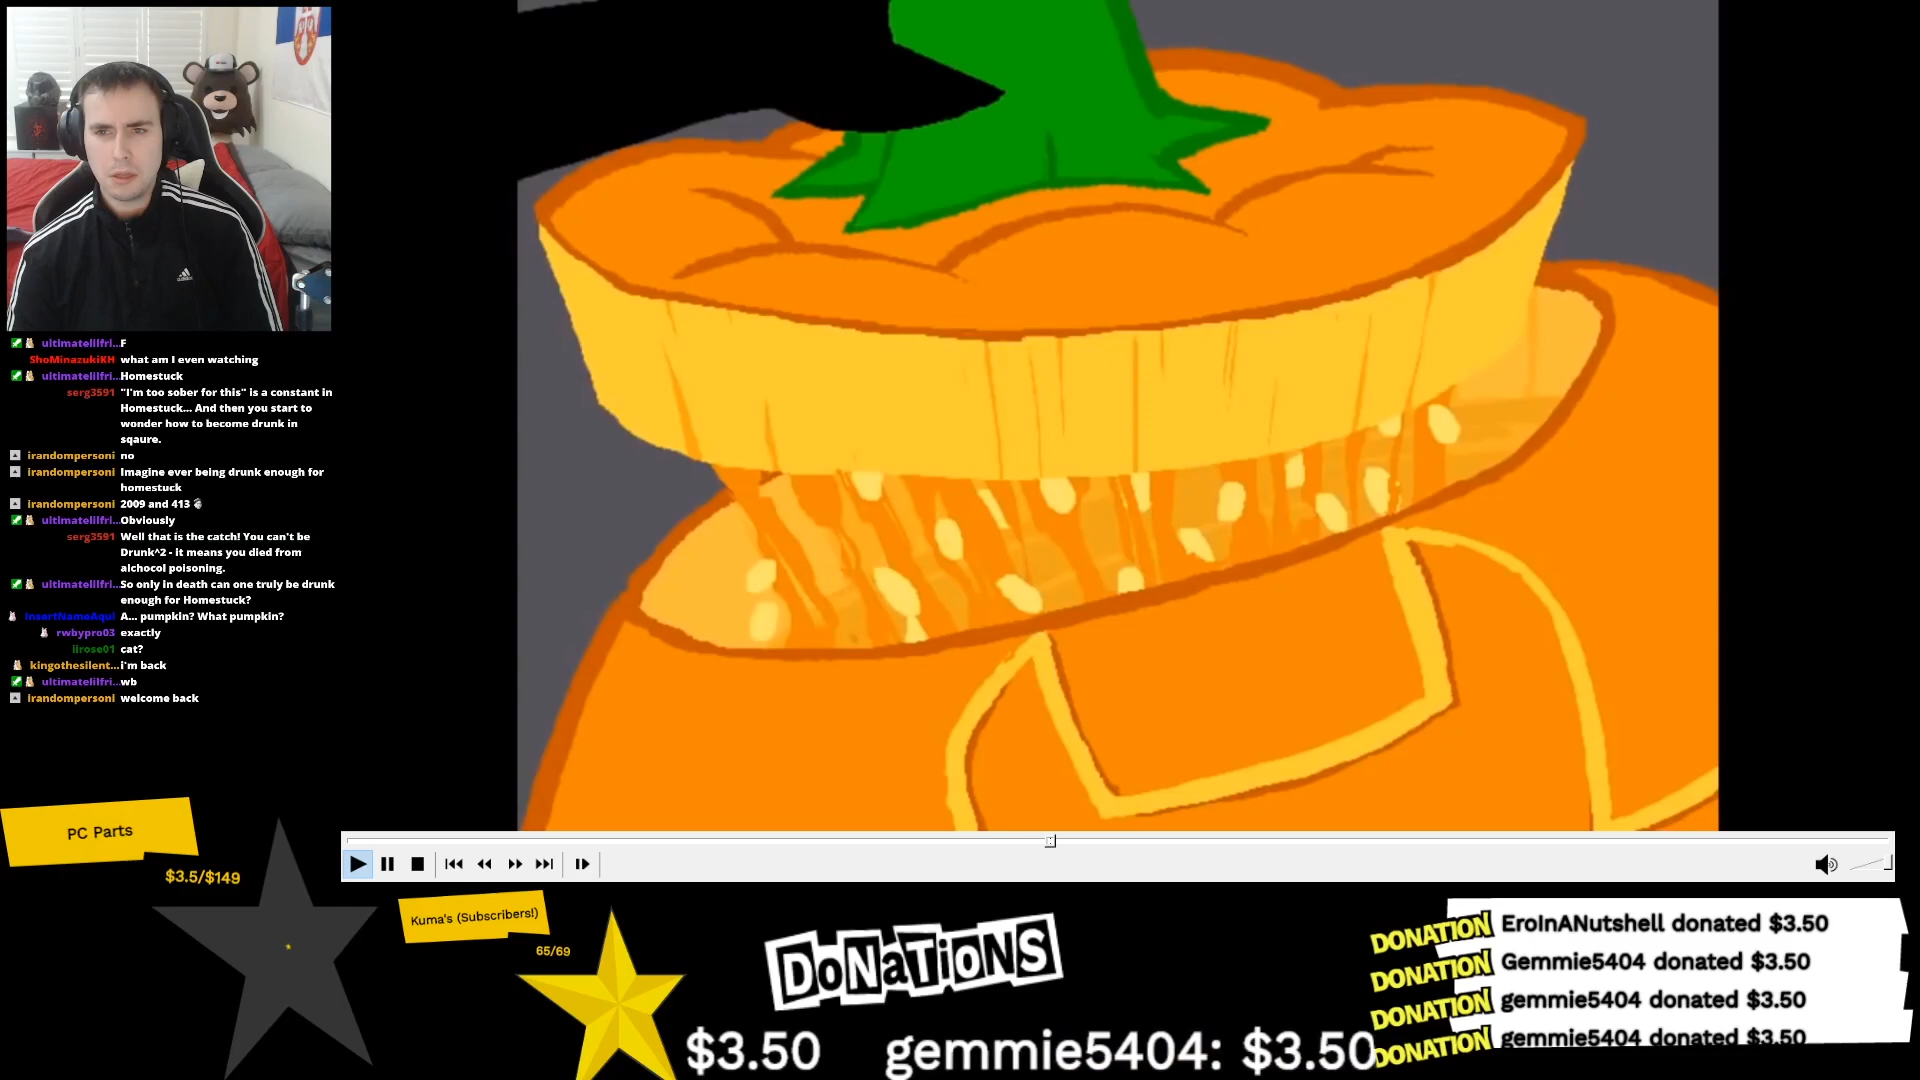 ultimatelilfri...F
ShoMinazukiKH what am I even watching
ultimatelilfri...Homestuck
serg3591 "I'm too sober for this" is a constant in
Homestuck... And then you start to
wonder how to become drunk in
sqaure.
irandompersoni no
irandompersoni Imagine ever being drunk enough for
homestuck
irandompersoni 2009 and 413
ultimatelilfri...Obviously
serg3591 Well that is the catch! You can't be
Drunk^2 - it means you died from
alchocol poisoning.
ultimatelilfri...So only in death can one truly be drunk
enough for Homestuck?
InsertNameAqui A... pumpkin? What pumpkin?
rwbypro03 exactly
iirose01 cat?
kingothesilent...i'm back
ultimatelilfri...wb
irandompersoni welcome back
PC Parts
$3.5/$149
Kuma's (Subscribers!)
65/69
DoNaTiONS
$3.50 gemmie5404: $3.50
DONATION EroInANutshell donated $3.50
DONATION Gemmie5404 donated $3.50
DONATION gemmie5404 donated $3.50
DONATION gemmie5404 donated $3.50
adidas